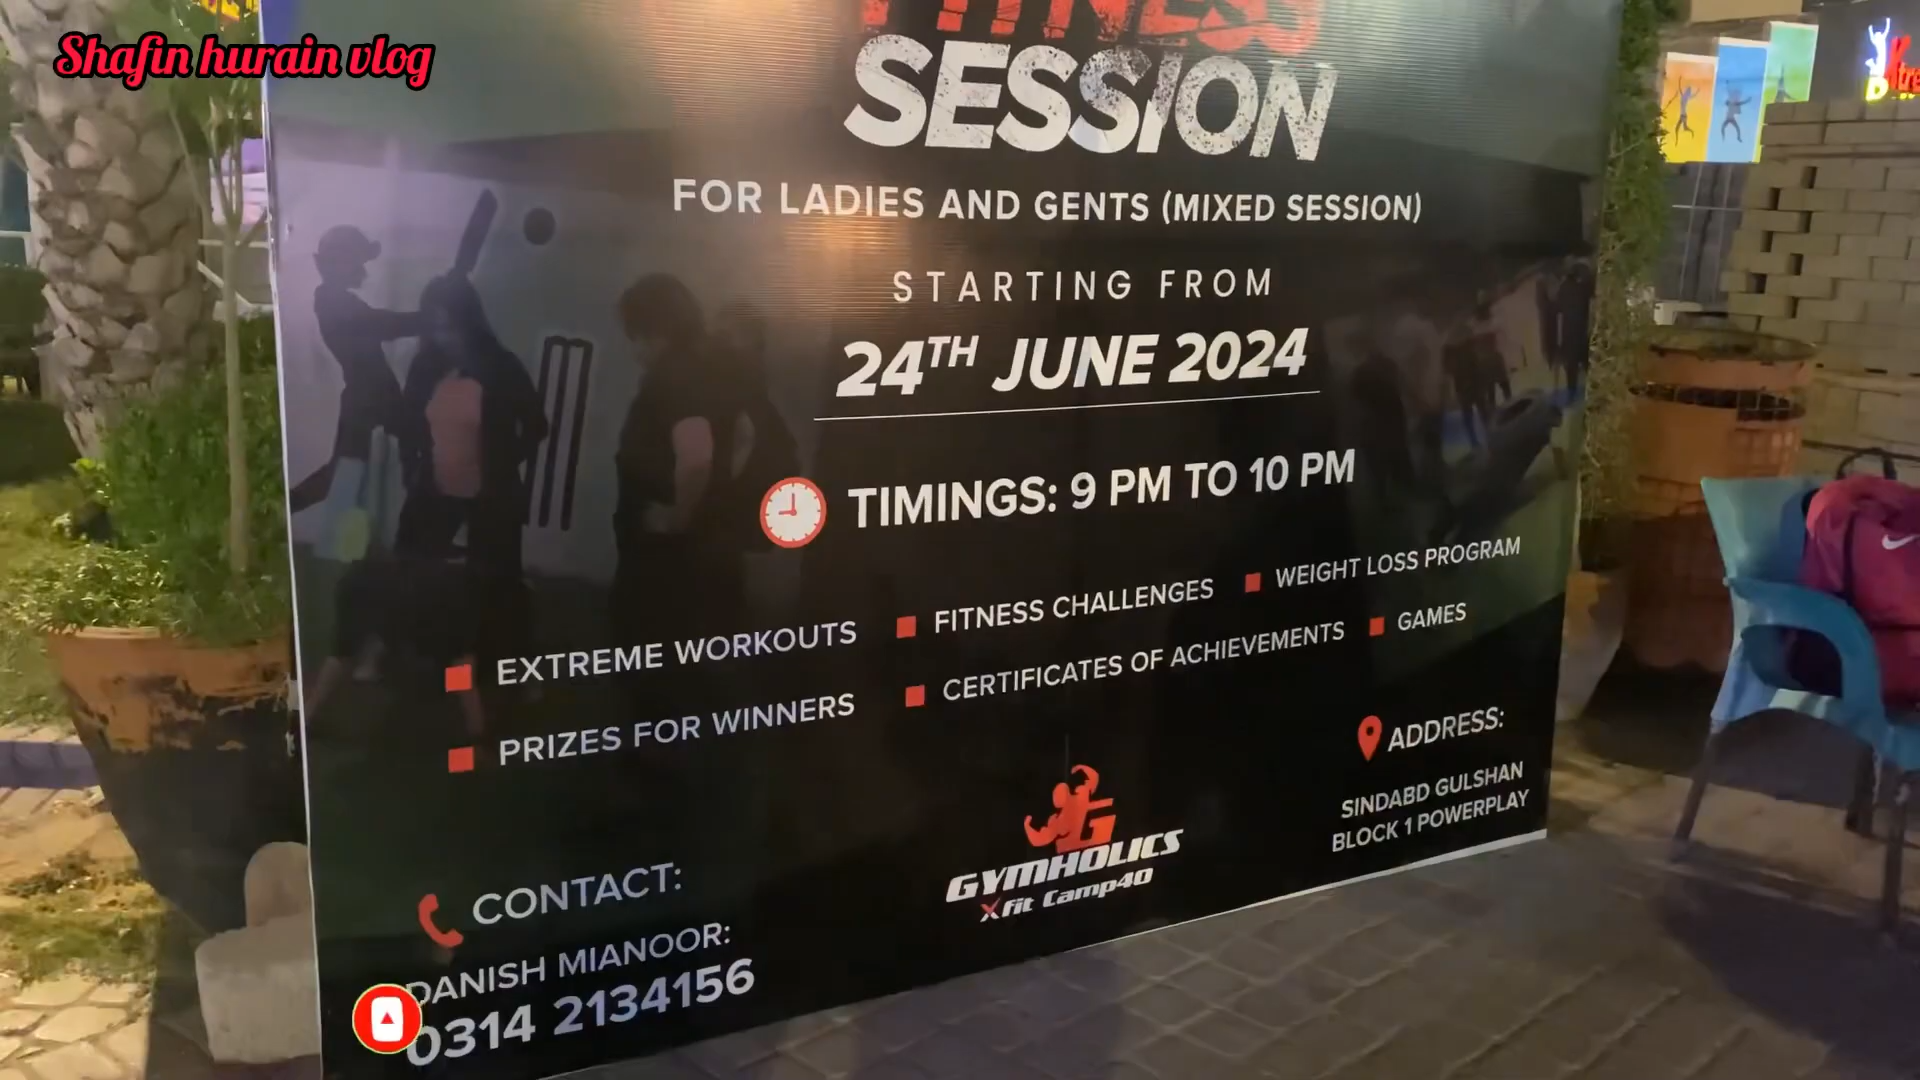 Shafin hurain vlog
FITNESS
SESSION
FOR LADIES AND GENTS (MIXED SESSION)
STARTING FROM
24TH JUNE 2024
TIMINGS: 9 PM TO 10 PM
EXTREME WORKOUTS
FITNESS CHALLENGES
WEIGHT LOSS PROGRAM
PRIZES FOR WINNERS
CERTIFICATES OF ACHIEVEMENTS
GAMES
ADDRESS:
SINDABD GULSHAN
BLOCK 1 POWERPLAY
G
GYMHOLICS
X fit Camp40
CONTACT:
DANISH MIANOOR:
0314 2134156